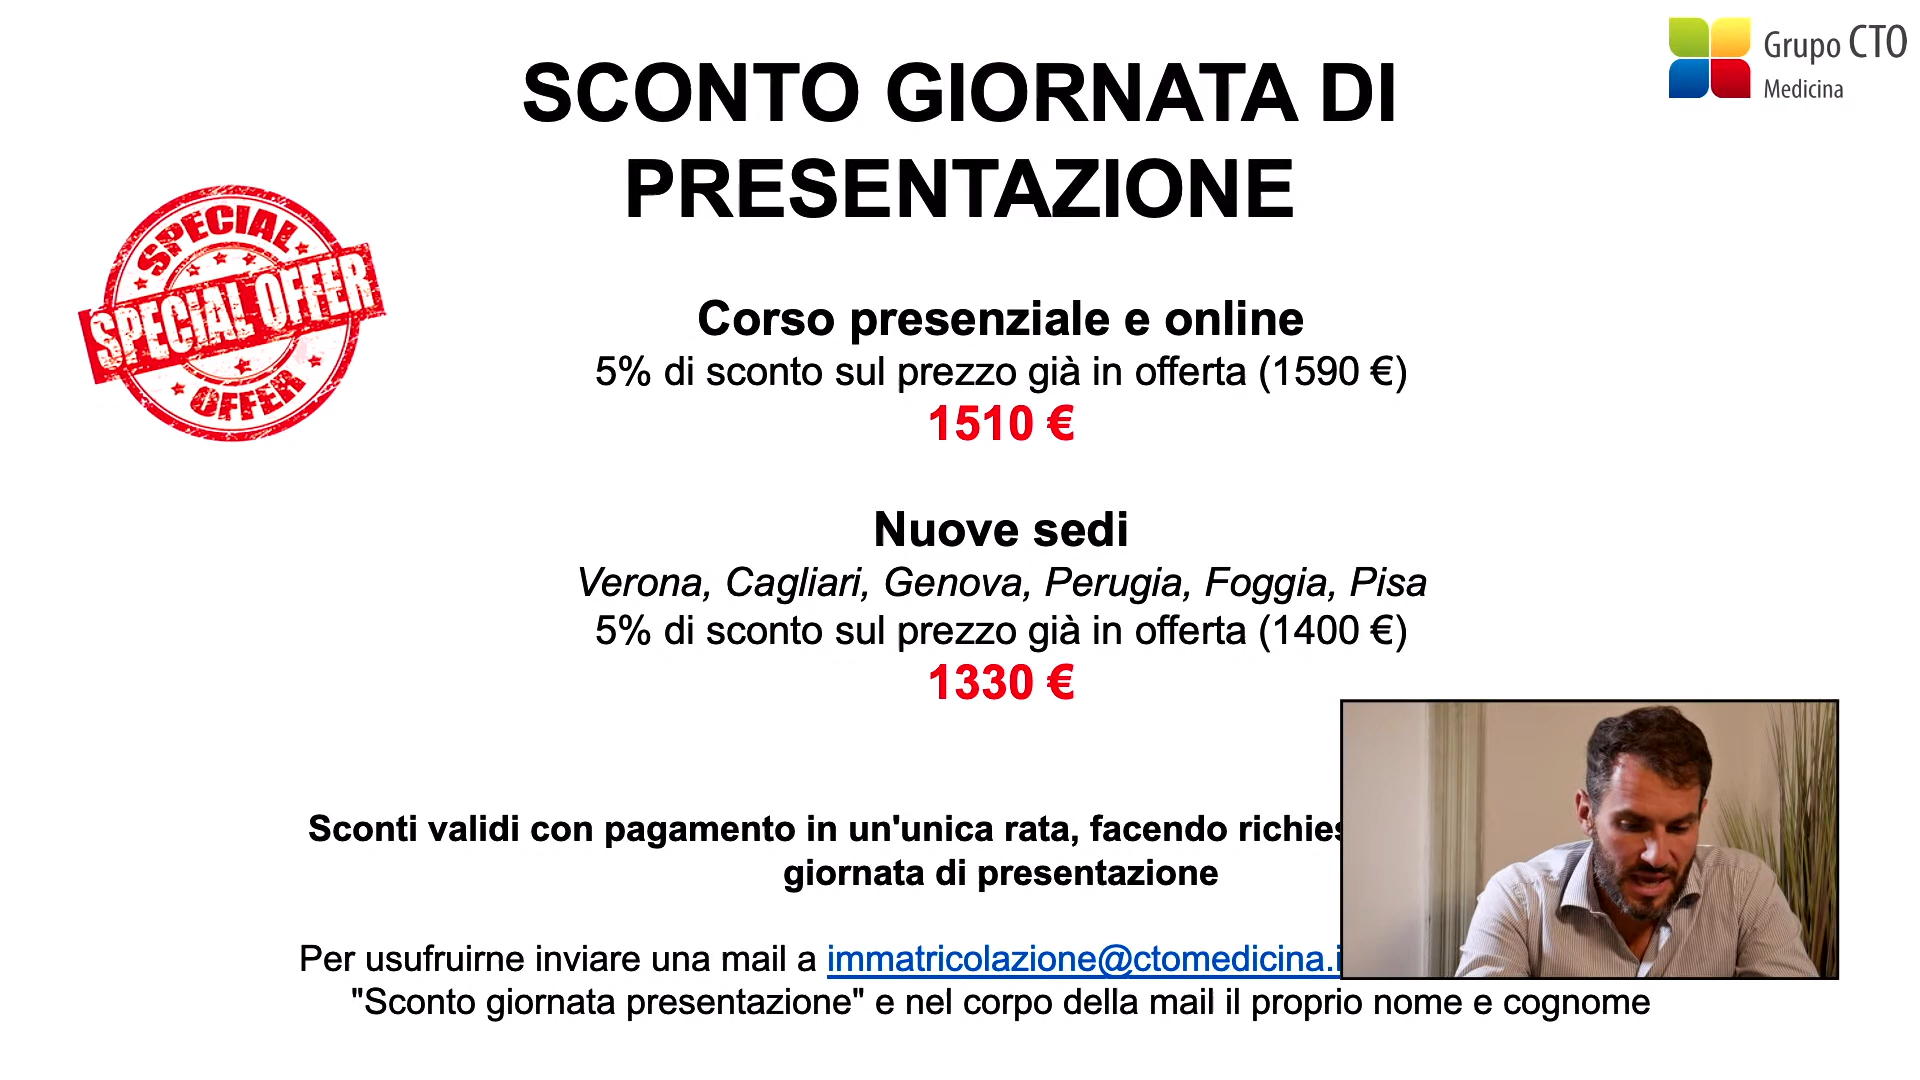 Grupo CTO
Medicina
SCONTO GIORNATA DI
PRESENTAZIONE
SPECIAL
SPECIAL OFFER
OFFER
Corso presenziale e online
5% di sconto sul prezzo già in offerta (1590 €)
1510 €
Nuove sedi
Verona, Cagliari, Genova, Perugia, Foggia, Pisa
5% di sconto sul prezzo già in offerta (1400 €)
1330 €
Sconti validi con pagamento in un'unica rata, facendo
giornata di presentazione
Per usufruirne inviare una mail a
"Sconto giornata presentazione" e nel corpo della mail il proprio nome e cognome